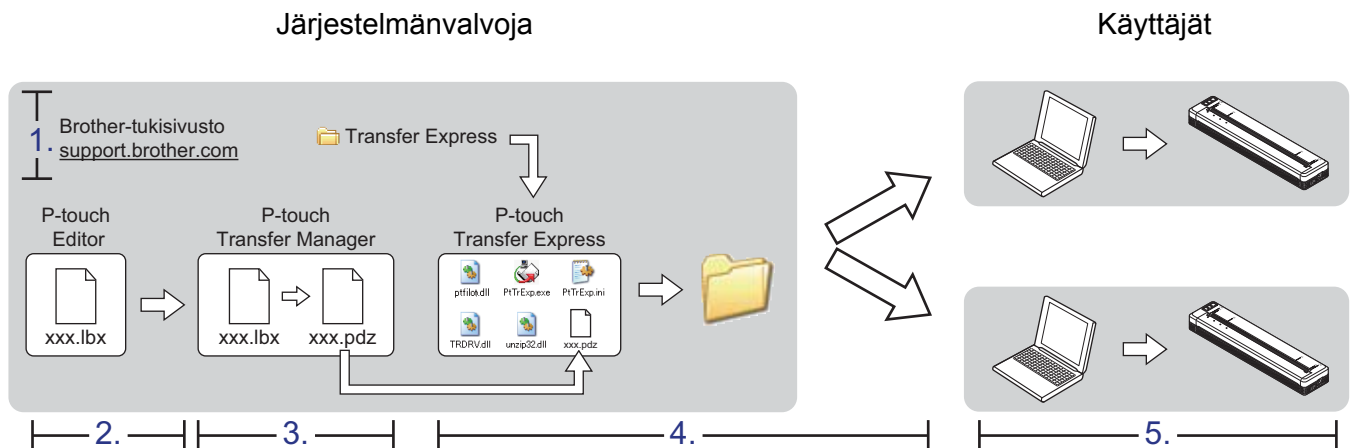 Järjestelmänvalvoja
Käyttäjät
1.
Brother-tukisivusto
support.brother.com
Transfer Express
P-touch
Editor
xxx.lbx
P-touch
Transfer Manager
xxx.lbx
xxx.pdz
P-touch
Transfer Express
ptfilot.dll
PtTrExp.exe
PtTrExp.ini
TRDRV.dll
unzip32.dll
xxx.pdz
2.
3.
4.
5.